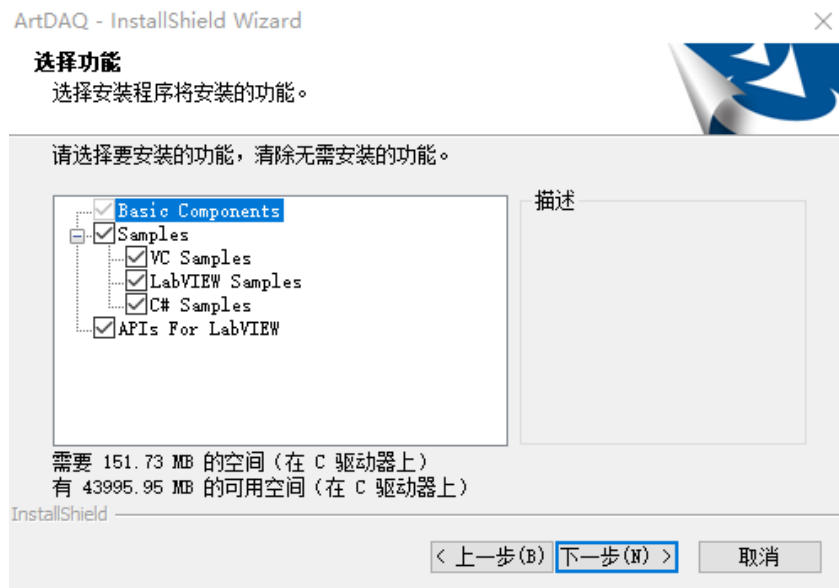 ArtDAQ - InstallShield Wizard
选择功能
选择安装程序将安装的功能。
请选择要安装的功能，清除无需安装的功能。
Basic Components
Samples
VC Samples
LabVIEW Samples
C# Samples
APIs For LabVIEW
描述
需要 151.73 MB 的空间（在 C 驱动器上）
有 43995.95 MB 的可用空间（在 C 驱动器上）
InstallShield
< 上一步(B) 下一步(N) > 取消